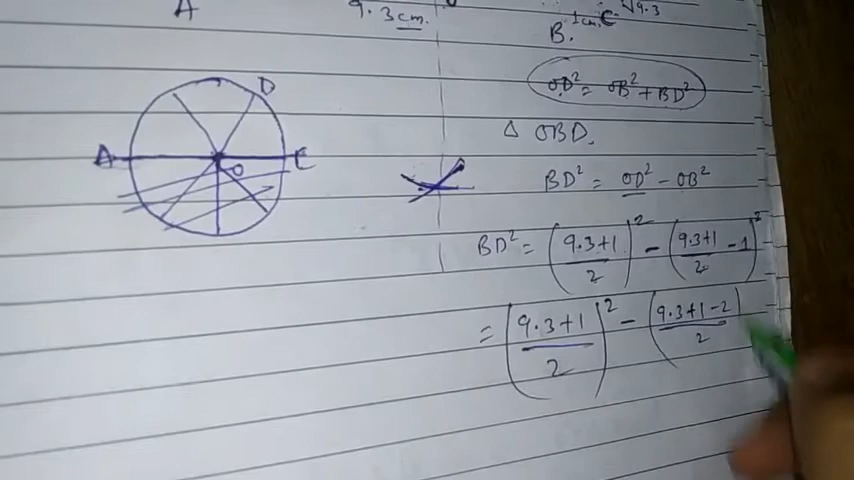 A
9.3cm.
1cm. C √9.3
B.
OD² = OB² + BD²
D
△ OBD.
A
O
C
BD² = OD² - OB²
BD² = (9.3+1/2)² - (9.3+1/2 - 1)²
= (9.3+1/2)² - (9.3+1-2/2)